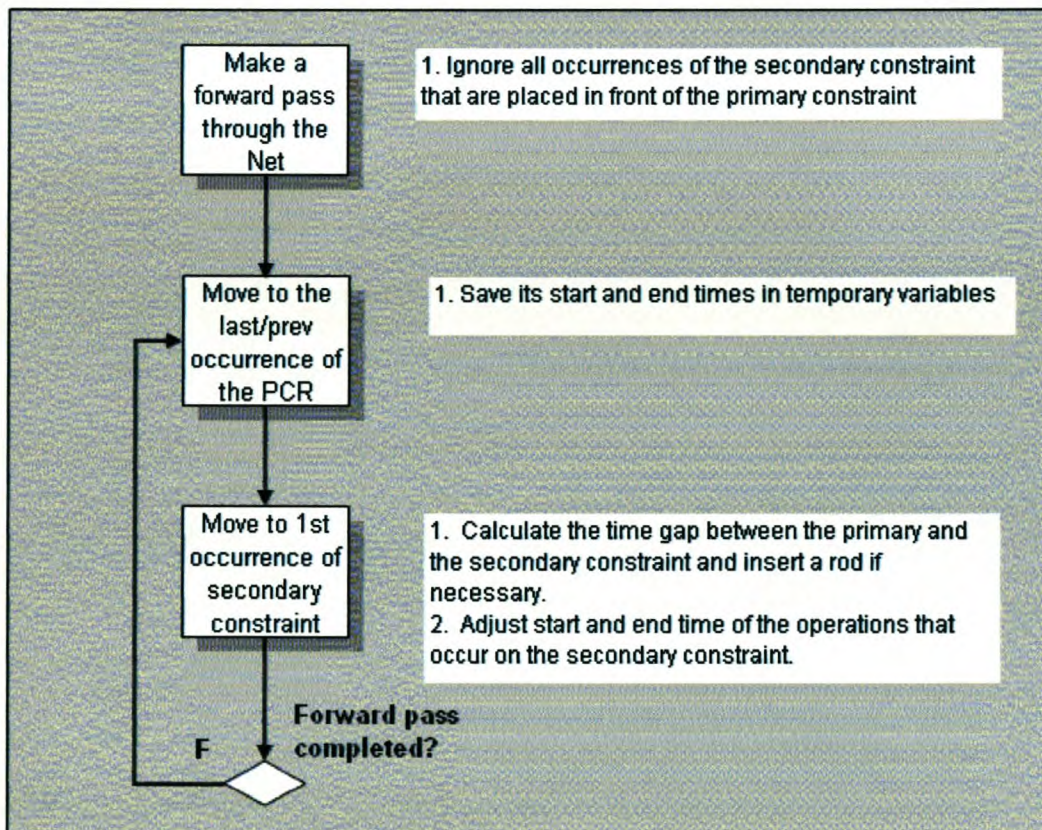 Make a
forward pass
through the
Net
1. Ignore all occurrences of the secondary constraint
that are placed in front of the primary constraint
Move to the
last/prev
occurrence of
the PCR
1. Save its start and end times in temporary variables
Move to 1st
occurrence of
secondary
constraint
1. Calculate the time gap between the primary and
the secondary constraint and insert a rod if
necessary.
2. Adjust start and end time of the operations that
occur on the secondary constraint.
Forward pass
completed?
F